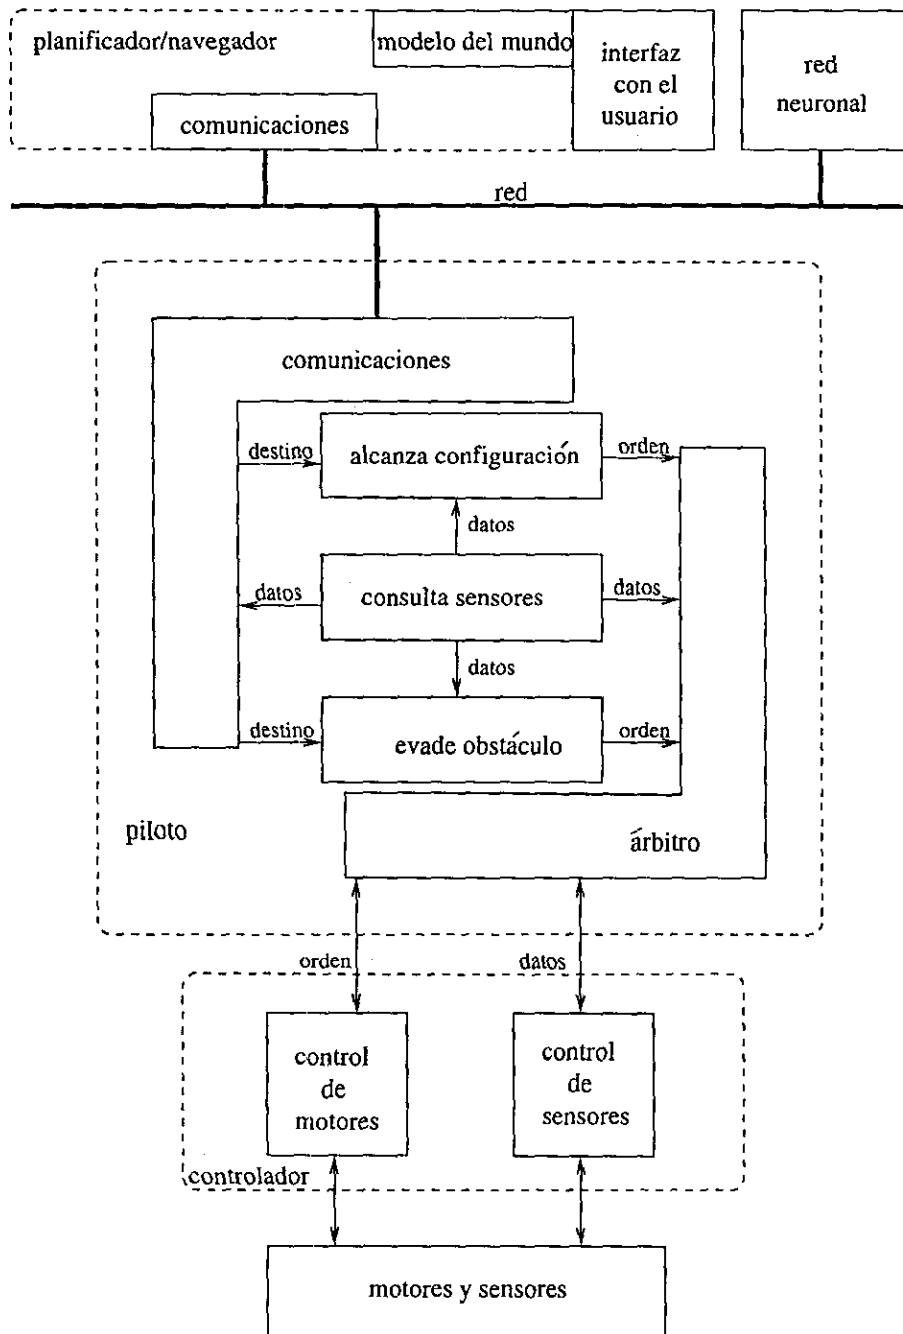 planificador/navegador
modelo del mundo
interfaz
con el
usuario
red
neuronal
comunicaciones
red
comunicaciones
destino
alcanza configuración
orden
datos
datos
consulta sensores
datos
datos
destino
evade obstáculo
orden
piloto
árbitro
orden
datos
control
de
motores
control
de
sensores
controlador
motores y sensores